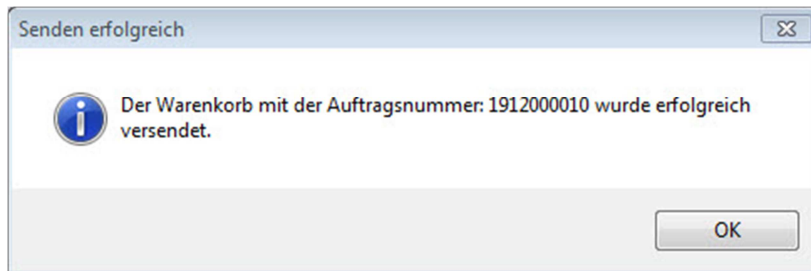 Senden erfolgreich
Der Warenkorb mit der Auftragsnummer: 1912000010 wurde erfolgreich
versendet.
OK